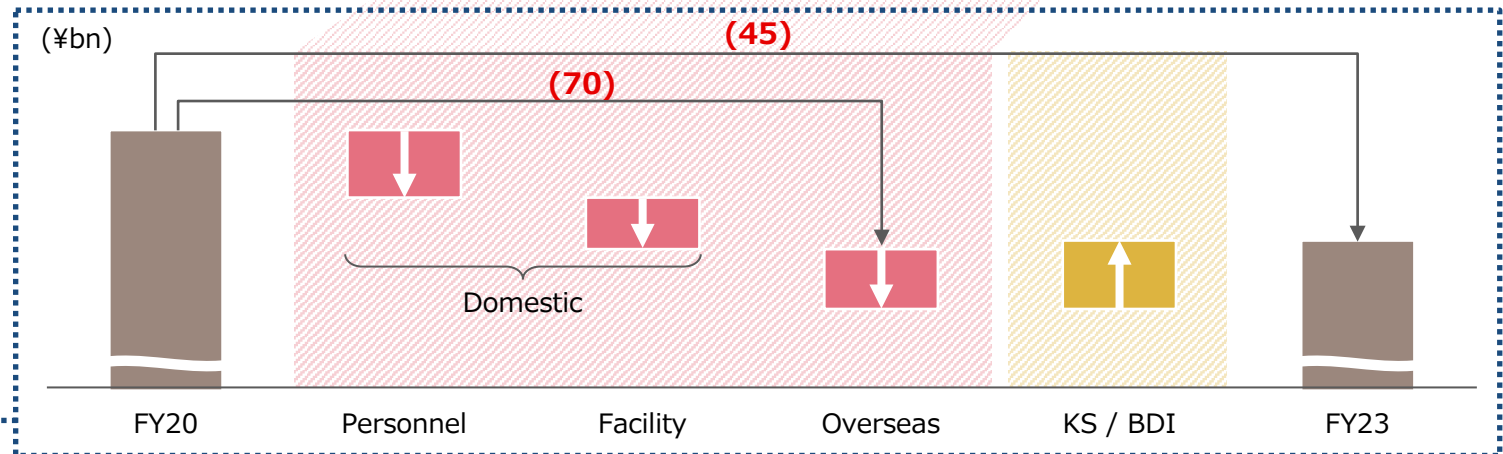 (¥bn)
(45)
(70)
Domestic
FY20 Personnel Facility Overseas KS / BDI FY23